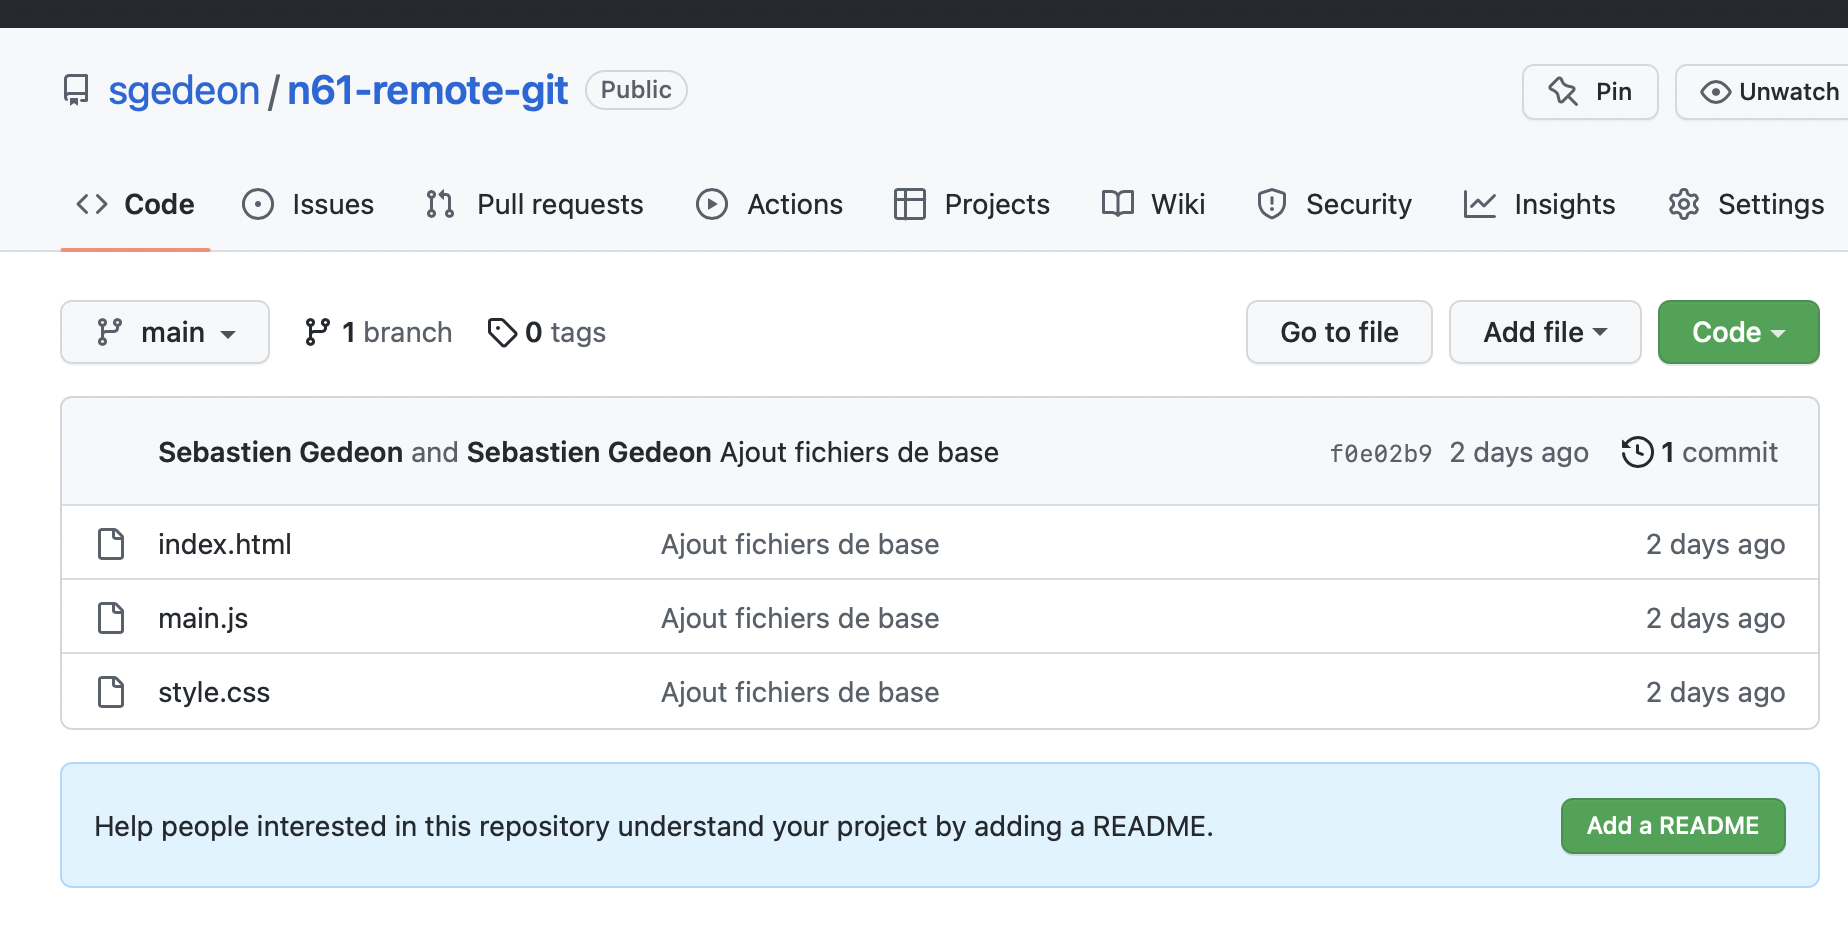 sgedeon / n61-remote-git Public Pin Unwatch
Code Issues Pull requests Actions Projects Wiki Security Insights Settings
main 1 branch 0 tags Go to file Add file Code
Sebastien Gedeon and Sebastien Gedeon Ajout fichiers de base f0e02b9 2 days ago 1 commit
index.html Ajout fichiers de base 2 days ago
main.js Ajout fichiers de base 2 days ago
style.css Ajout fichiers de base 2 days ago
Help people interested in this repository understand your project by adding a README. Add a README